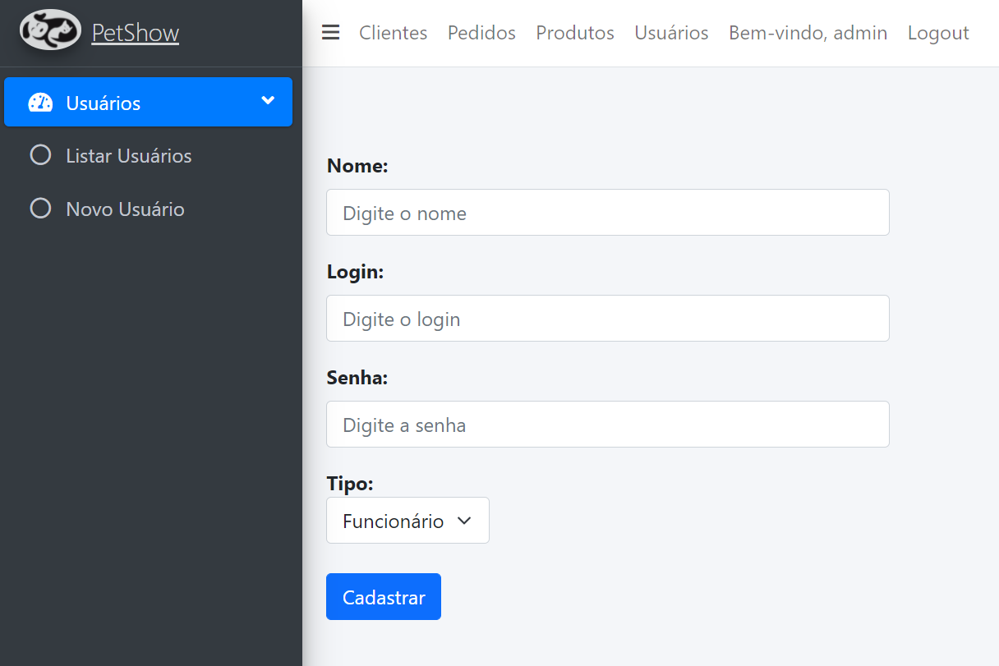 PetShow
Clientes Pedidos Produtos Usuários Bem-vindo, admin Logout
Usuários
Listar Usuários
Novo Usuário
Nome:
Digite o nome
Login:
Digite o login
Senha:
Digite a senha
Tipo:
Funcionário
Cadastrar